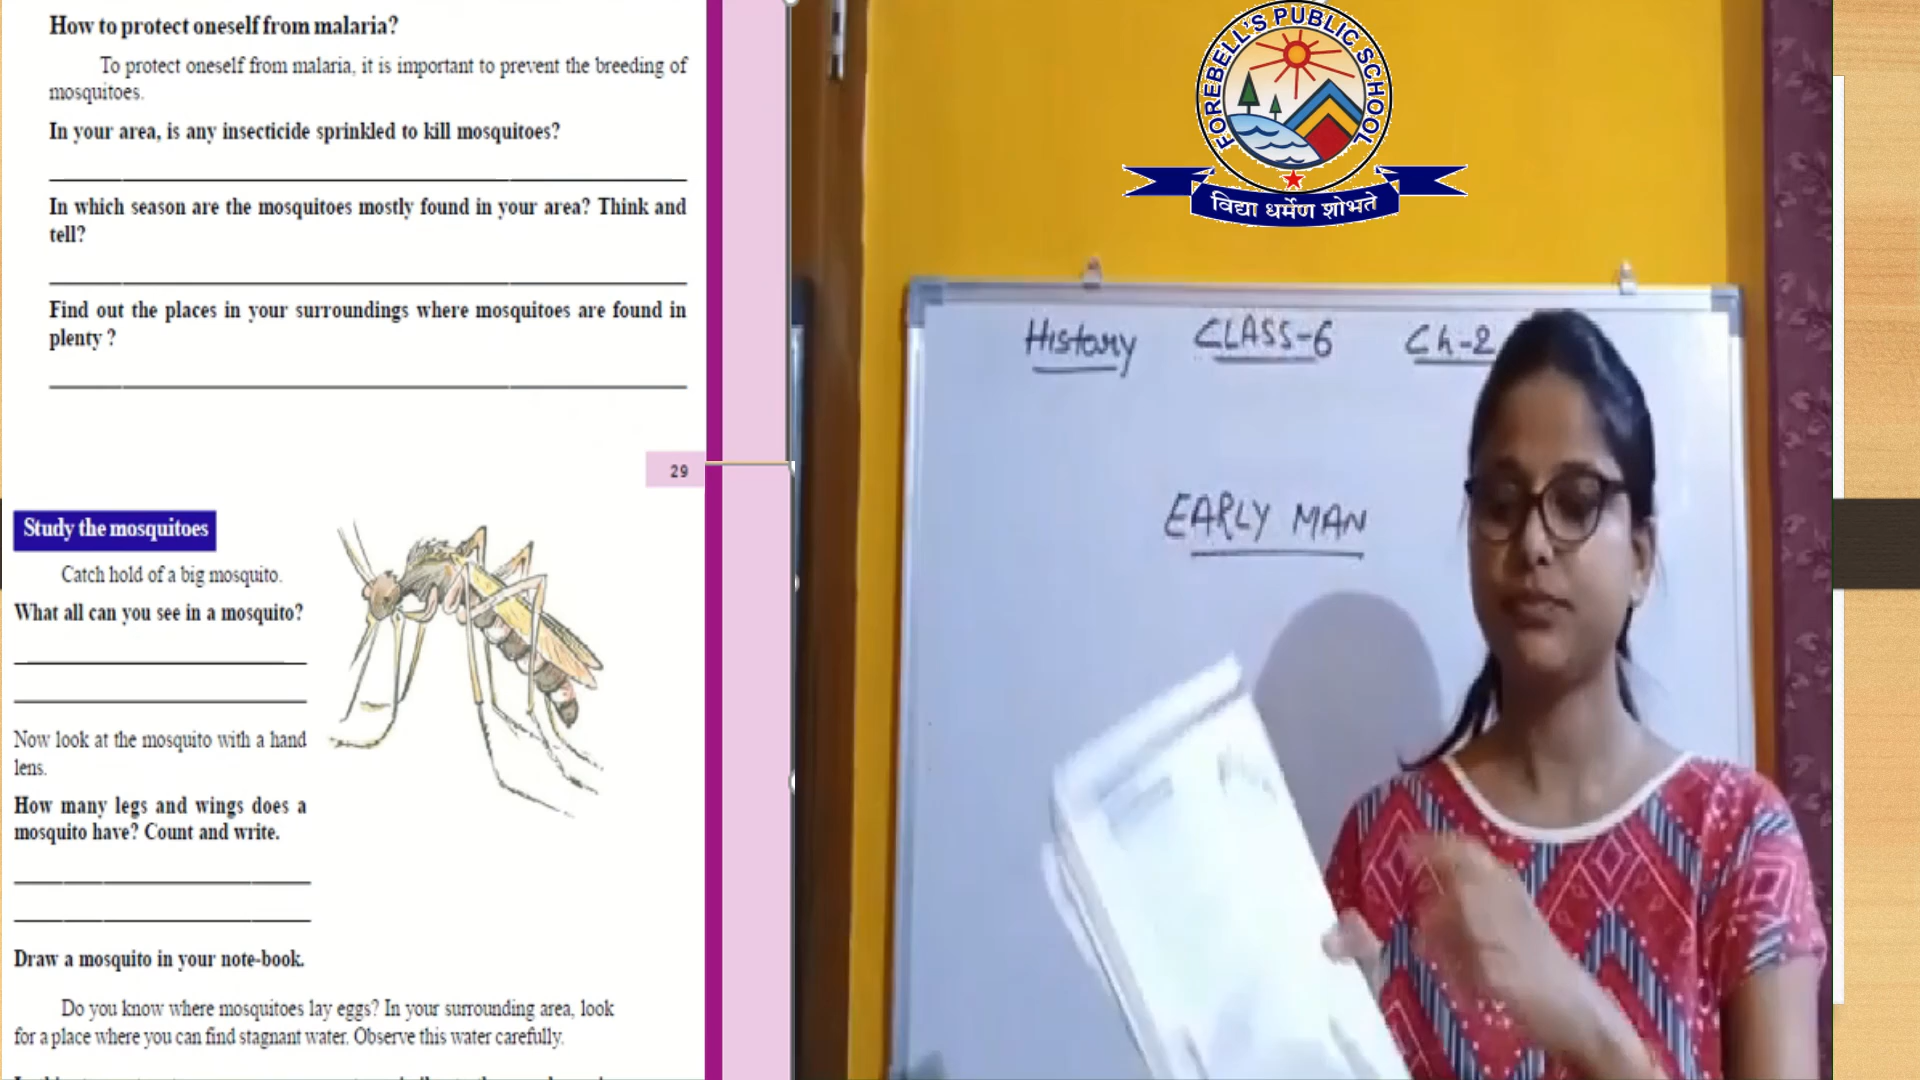 How to protect oneself from malaria?
To protect oneself from malaria, it is important to prevent the breeding of
mosquitoes.
In your area, is any insecticide sprinkled to kill mosquitoes?
In which season are the mosquitoes mostly found in your area? Think and
tell?
Find out the places in your surroundings where mosquitoes are found in
plenty ?
29
Study the mosquitoes
Catch hold of a big mosquito.
What all can you see in a mosquito?
Now look at the mosquito with a hand
lens.
How many legs and wings does a
mosquito have? Count and write.
Draw a mosquito in your note-book.
Do you know where mosquitoes lay eggs? In your surrounding area, look
for a place where you can find stagnant water. Observe this water carefully.
FOREBELL'S PUBLIC SCHOOL
विद्या धर्मेण शोभते
History CLASS-6 Ch-2
EARLY MAN